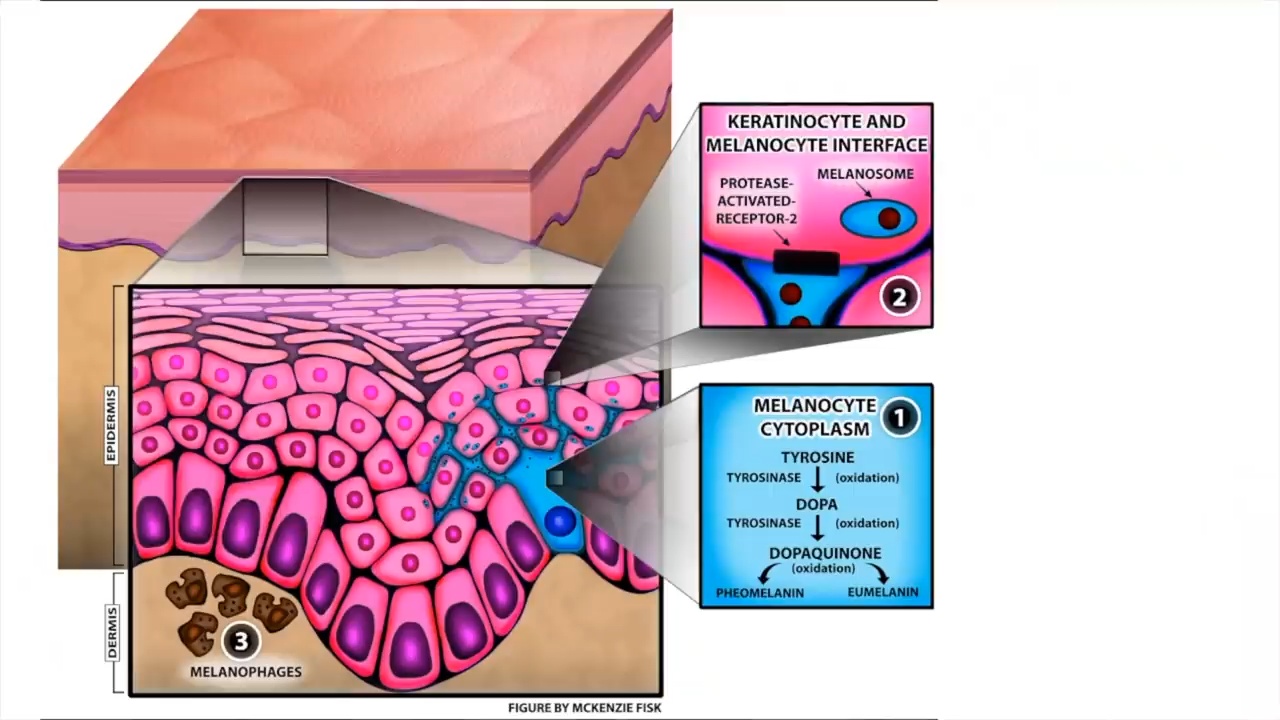 KERATINOCYTE AND
MELANOCYTE INTERFACE
PROTEASE-
ACTIVATED-
RECEPTOR-2
MELANOSOME
2
MELANOCYTE
CYTOPLASM
1
TYROSINE
TYROSINASE (oxidation)
DOPA
TYROSINASE (oxidation)
DOPAQUINONE
(oxidation)
PHEOMELANIN EUMELANIN
EPIDERMIS
DERMIS
3
MELANOPHAGES
FIGURE BY MCKENZIE FISK